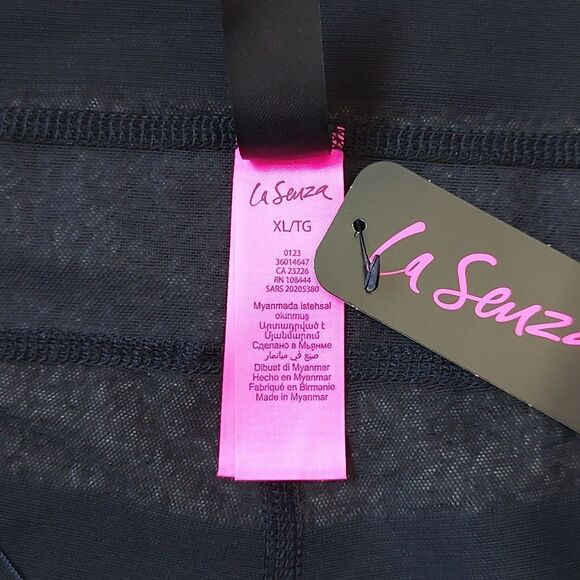 La Senza
XL/TG
0123
36014647
CA 23226
RN 108444
SARS 20205380
Myanmada istehsal
olunmuş
Արտադրված է
Մյանմարում
Сделано в Мьянме
صنع في ميانمار
Dibuat di Myanmar
Hecho en Myanmar
Fabriqué en Birmanie
Made in Myanmar
La Senza